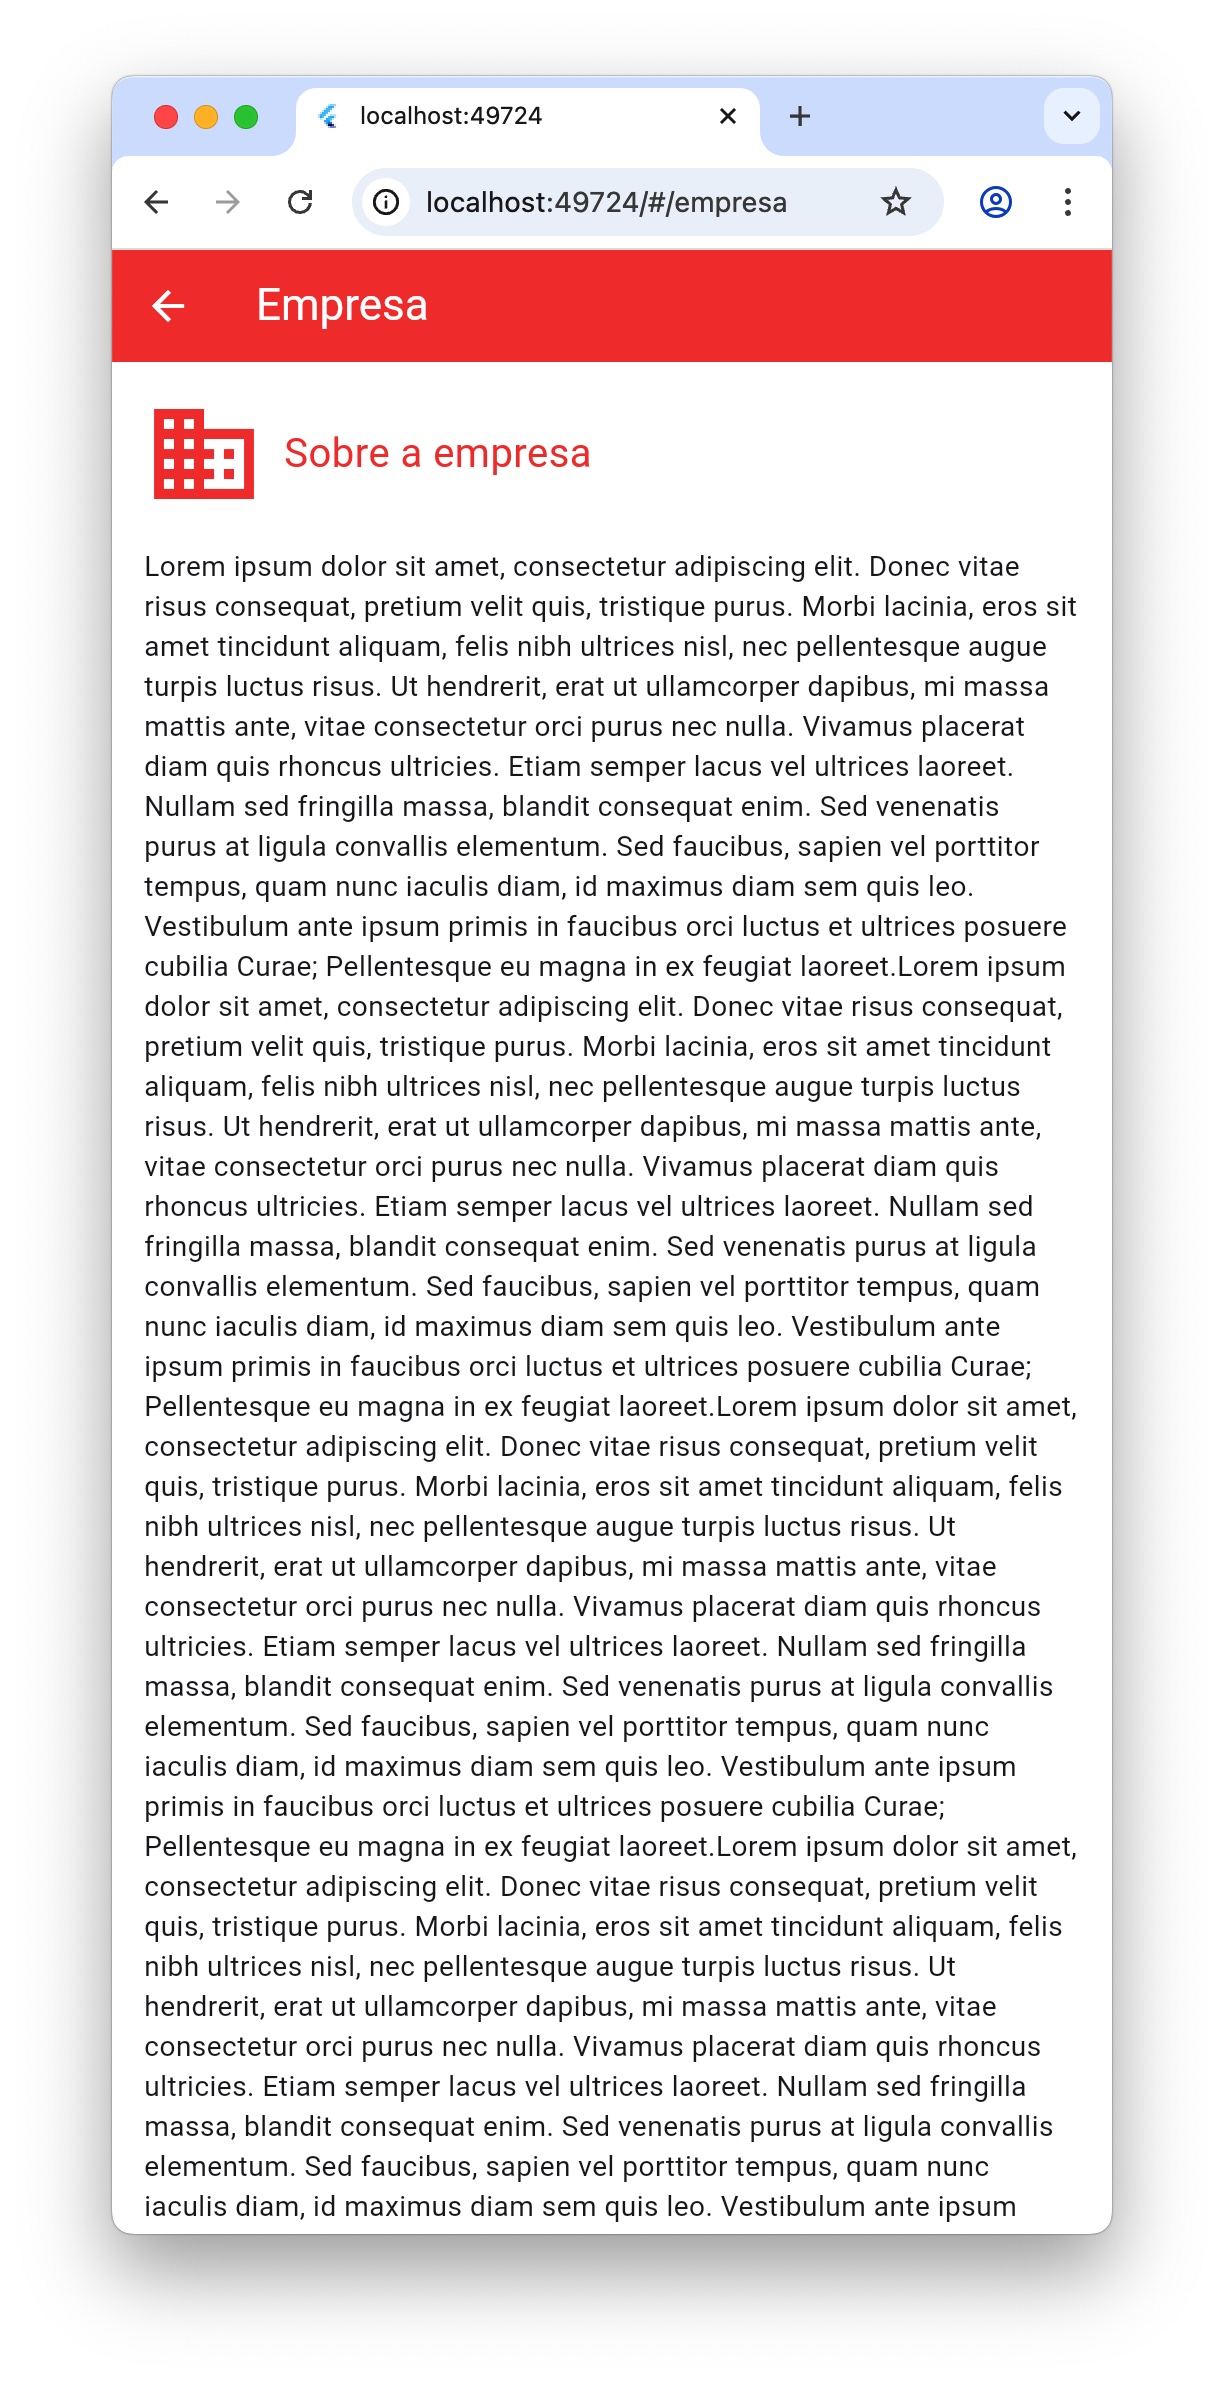 localhost:49724
localhost:49724/#/empresa
Empresa
Sobre a empresa
Lorem ipsum dolor sit amet, consectetur adipiscing elit. Donec vitae
risus consequat, pretium velit quis, tristique purus. Morbi lacinia, eros sit
amet tincidunt aliquam, felis nibh ultrices nisl, nec pellentesque augue
turpis luctus risus. Ut hendrerit, erat ut ullamcorper dapibus, mi massa
mattis ante, vitae consectetur orci purus nec nulla. Vivamus placerat
diam quis rhoncus ultricies. Etiam semper lacus vel ultrices laoreet.
Nullam sed fringilla massa, blandit consequat enim. Sed venenatis
purus at ligula convallis elementum. Sed faucibus, sapien vel porttitor
tempus, quam nunc iaculis diam, id maximus diam sem quis leo.
Vestibulum ante ipsum primis in faucibus orci luctus et ultrices posuere
cubilia Curae; Pellentesque eu magna in ex feugiat laoreet.Lorem ipsum
dolor sit amet, consectetur adipiscing elit. Donec vitae risus consequat,
pretium velit quis, tristique purus. Morbi lacinia, eros sit amet tincidunt
aliquam, felis nibh ultrices nisl, nec pellentesque augue turpis luctus
risus. Ut hendrerit, erat ut ullamcorper dapibus, mi massa mattis ante,
vitae consectetur orci purus nec nulla. Vivamus placerat diam quis
rhoncus ultricies. Etiam semper lacus vel ultrices laoreet. Nullam sed
fringilla massa, blandit consequat enim. Sed venenatis purus at ligula
convallis elementum. Sed faucibus, sapien vel porttitor tempus, quam
nunc iaculis diam, id maximus diam sem quis leo. Vestibulum ante
ipsum primis in faucibus orci luctus et ultrices posuere cubilia Curae;
Pellentesque eu magna in ex feugiat laoreet.Lorem ipsum dolor sit amet,
consectetur adipiscing elit. Donec vitae risus consequat, pretium velit
quis, tristique purus. Morbi lacinia, eros sit amet tincidunt aliquam, felis
nibh ultrices nisl, nec pellentesque augue turpis luctus risus. Ut
hendrerit, erat ut ullamcorper dapibus, mi massa mattis ante, vitae
consectetur orci purus nec nulla. Vivamus placerat diam quis rhoncus
ultricies. Etiam semper lacus vel ultrices laoreet. Nullam sed fringilla
massa, blandit consequat enim. Sed venenatis purus at ligula convallis
elementum. Sed faucibus, sapien vel porttitor tempus, quam nunc
iaculis diam, id maximus diam sem quis leo. Vestibulum ante ipsum
primis in faucibus orci luctus et ultrices posuere cubilia Curae;
Pellentesque eu magna in ex feugiat laoreet.Lorem ipsum dolor sit amet,
consectetur adipiscing elit. Donec vitae risus consequat, pretium velit
quis, tristique purus. Morbi lacinia, eros sit amet tincidunt aliquam, felis
nibh ultrices nisl, nec pellentesque augue turpis luctus risus. Ut
hendrerit, erat ut ullamcorper dapibus, mi massa mattis ante, vitae
consectetur orci purus nec nulla. Vivamus placerat diam quis rhoncus
ultricies. Etiam semper lacus vel ultrices laoreet. Nullam sed fringilla
massa, blandit consequat enim. Sed venenatis purus at ligula convallis
elementum. Sed faucibus, sapien vel porttitor tempus, quam nunc
iaculis diam, id maximus diam sem quis leo. Vestibulum ante ipsum